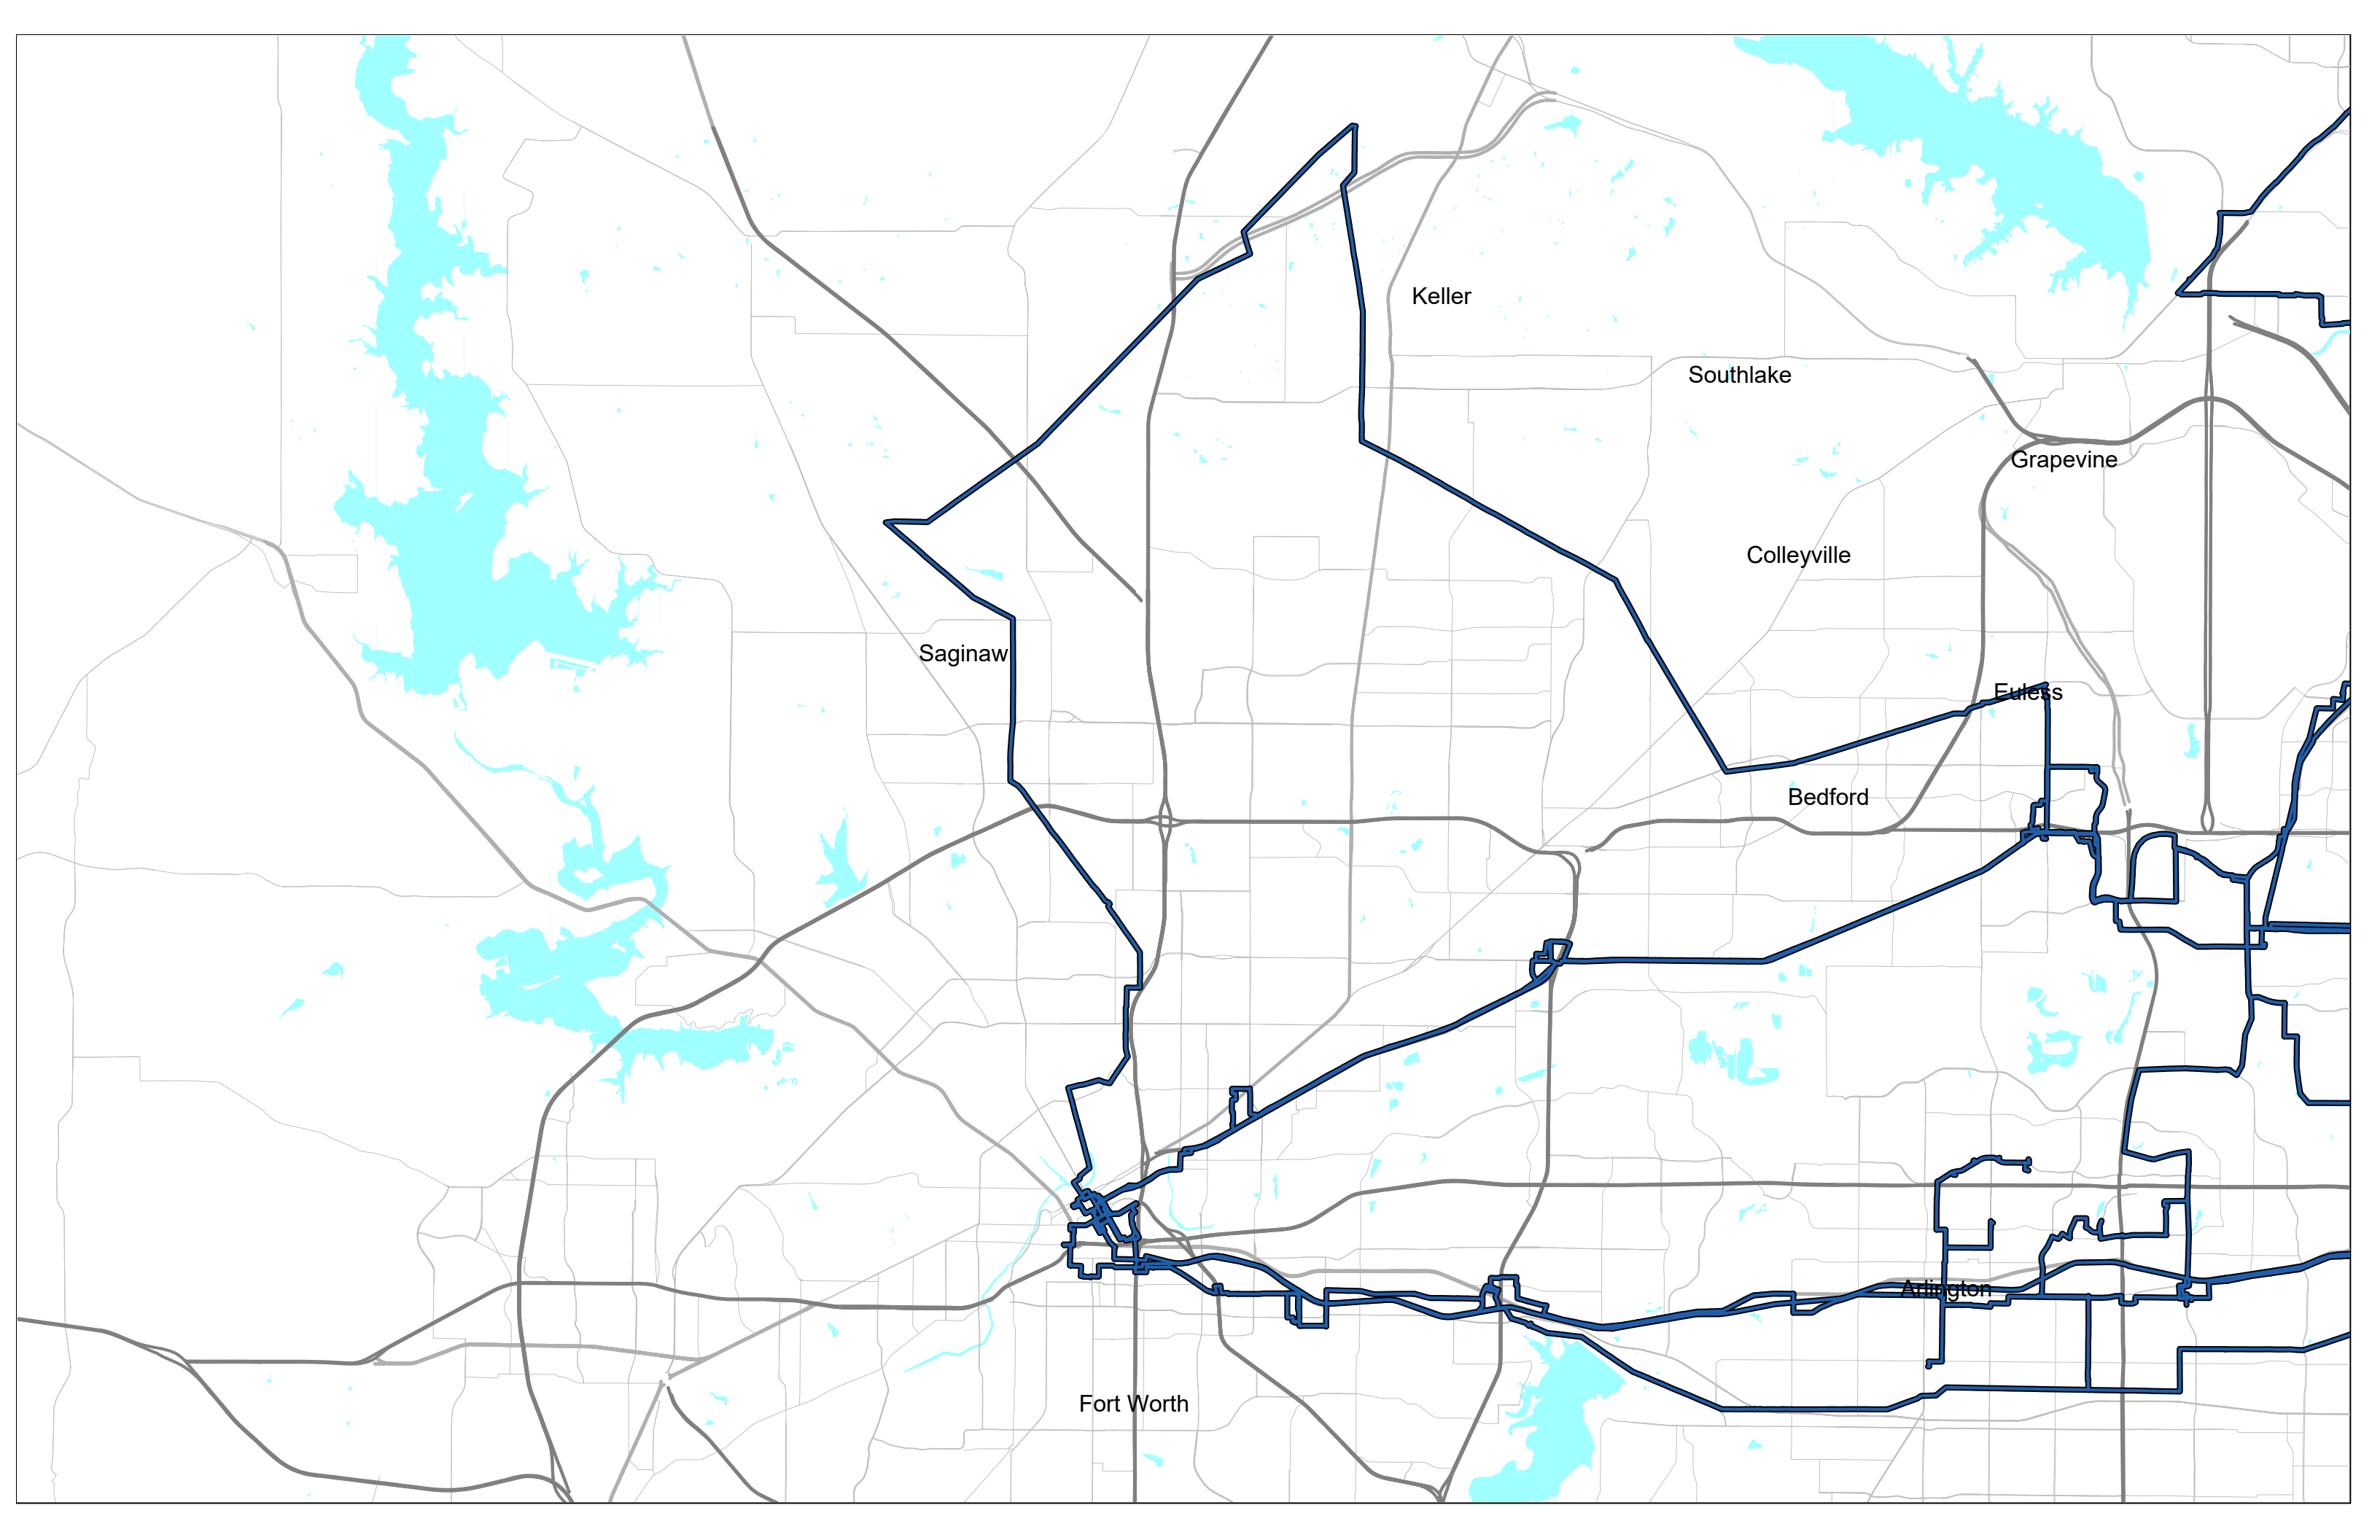 Keller
Southlake
Grapevine
Colleyville
Saginaw
Euless
Bedford
Arlington
Fort Worth